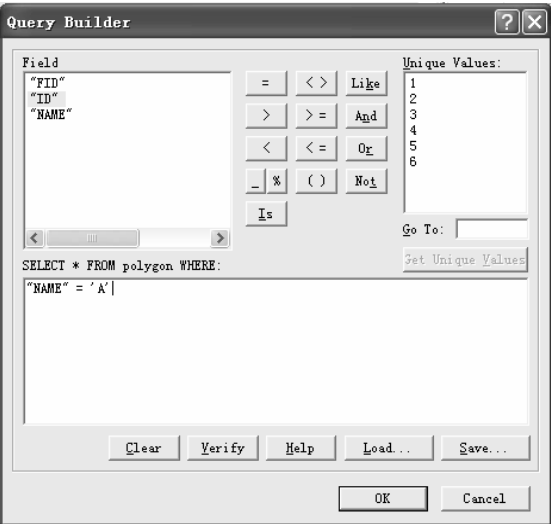 Query Builder
Field
Unique Values:
"FID"
"ID"
"NAME"
= < > Like
> > = And
< < = Or
_ % ( ) Not
Is
1
2
3
4
5
6
Go To:
Get Unique Values
SELECT * FROM polygon WHERE:
"NAME" = 'A'
Clear Verify Help Load... Save...
OK Cancel